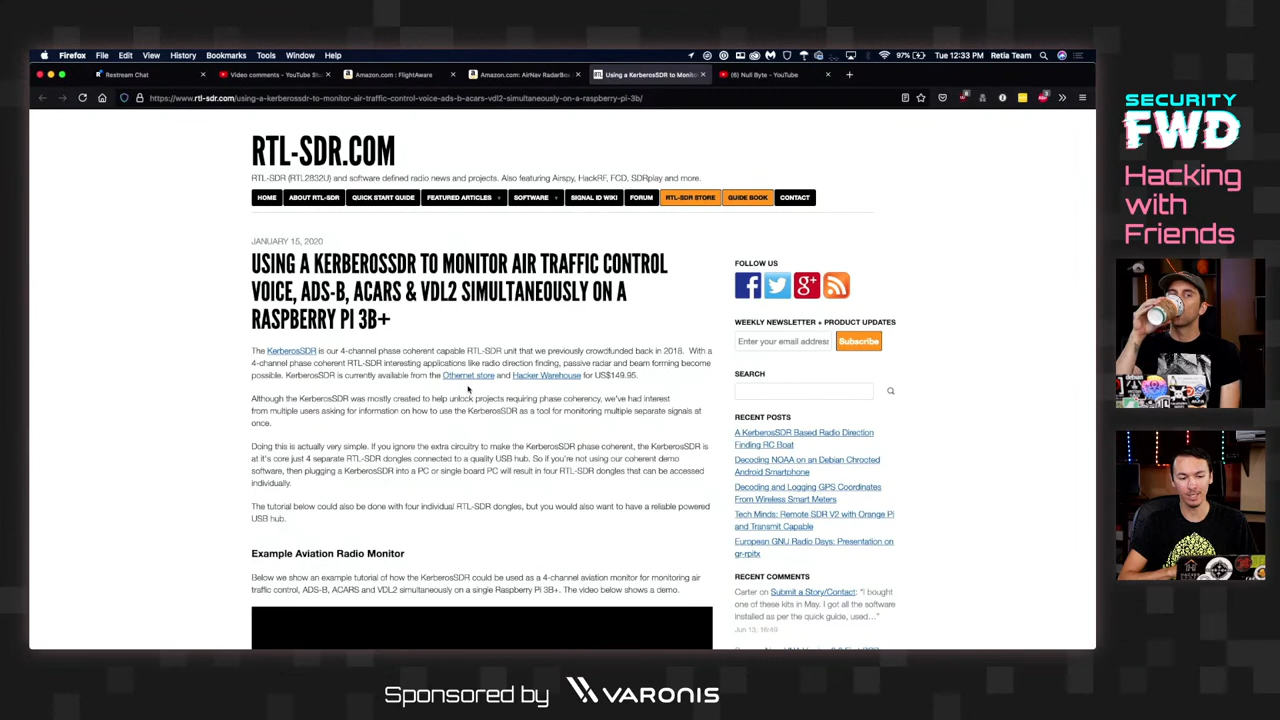 Firefox File Edit View History Bookmarks Tools Window Help
97% Tue 12:33 PM Retia Team
Restream Chat
Video comments - YouTube Stu
Amazon.com : FlightAware
Amazon.com: AirNav RadarBox
Using a KerberosSDR to Monito
(6) Null Byte - YouTube
https://www.rtl-sdr.com/using-a-kerberossdr-to-monitor-air-traffic-control-voice-ads-b-acars-vdl2-simultaneously-on-a-raspberry-pi-3b/
RTL-SDR.COM
RTL-SDR (RTL2832U) and software defined radio news and projects. Also featuring Airspy, HackRF, FCD, SDRplay and more.
HOME ABOUT RTL-SDR QUICK START GUIDE FEATURED ARTICLES SOFTWARE SIGNAL ID WIKI FORUM RTL-SDR STORE GUIDE BOOK CONTACT
JANUARY 15, 2020
USING A KERBEROSSDR TO MONITOR AIR TRAFFIC CONTROL
VOICE, ADS-B, ACARS & VDL2 SIMULTANEOUSLY ON A
RASPBERRY PI 3B+
The KerberosSDR is our 4-channel phase coherent capable RTL-SDR unit that we previously crowdfunded back in 2018. With a
4-channel phase coherent RTL-SDR interesting applications like radio direction finding, passive radar and beam forming become
possible. KerberosSDR is currently available from the Othernet store and Hacker Warehouse for US$149.95.
Although the KerberosSDR was mostly created to help unlock projects requiring phase coherency, we've had interest
from multiple users asking for information on how to use the KerberosSDR as a tool for monitoring multiple separate signals at
once.
Doing this is actually very simple. If you ignore the extra circuitry to make the KerberosSDR phase coherent, the KerberosSDR is
at it's core just 4 separate RTL-SDR dongles connected to a quality USB hub. So if you're not using our coherent demo
software, then plugging a KerberosSDR into a PC or single board PC will result in four RTL-SDR dongles that can be accessed
individually.
The tutorial below could also be done with four individual RTL-SDR dongles, but you would also want to have a reliable powered
USB hub.
Example Aviation Radio Monitor
Below we show an example tutorial of how the KerberosSDR could be used as a 4-channel aviation monitor for monitoring air
traffic control, ADS-B, ACARS and VDL2 simultaneously on a single Raspberry Pi 3B+. The video below shows a demo.
FOLLOW US
WEEKLY NEWSLETTER + PRODUCT UPDATES
Enter your email address Subscribe
SEARCH
RECENT POSTS
A KerberosSDR Based Radio Direction
Finding RC Boat
Decoding NOAA on an Debian Chrooted
Android Smartphone
Decoding and Logging GPS Coordinates
From Wireless Smart Meters
Tech Minds: Remote SDR V2 with Orange Pi
and Transmit Capable
European GNU Radio Days: Presentation on
gr-rpitx
RECENT COMMENTS
Carter on Submit a Story/Contact: "I bought
one of these kits in May. I got all the software
installed as per the quick guide, used…"
Jun 13, 16:49
SECURITY
FWD
Hacking
with
Friends
Sponsored by VARONIS